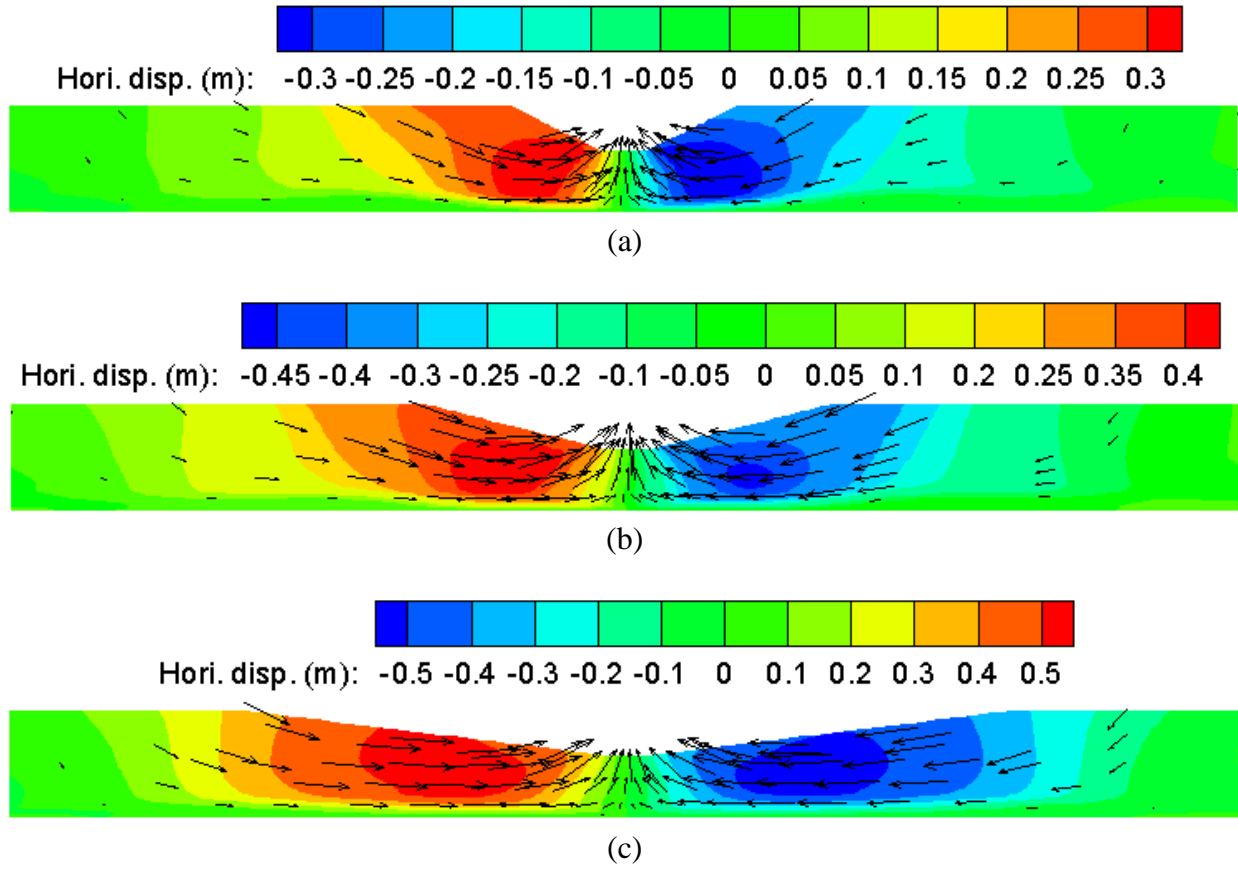 Hori. disp. (m): -0.3 -0.25 -0.2 -0.15 -0.1 -0.05 0 0.05 0.1 0.15 0.2 0.25 0.3
(a)
Hori. disp. (m): -0.45 -0.4 -0.3 -0.25 -0.2 -0.1 -0.05 0 0.05 0.1 0.2 0.25 0.35 0.4
(b)
Hori. disp. (m): -0.5 -0.4 -0.3 -0.2 -0.1 0 0.1 0.2 0.3 0.4 0.5
(c)